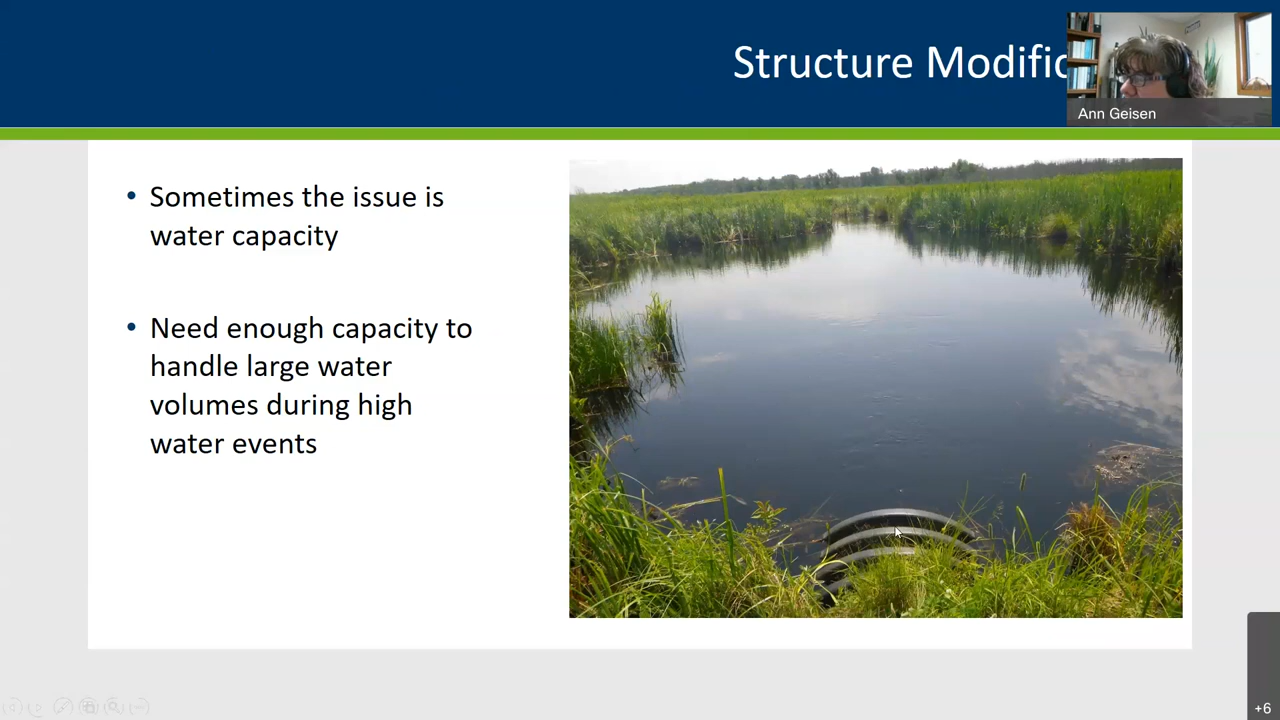 Structure Modific
Ann Geisen
• Sometimes the issue is
water capacity
• Need enough capacity to
handle large water
volumes during high
water events
+6